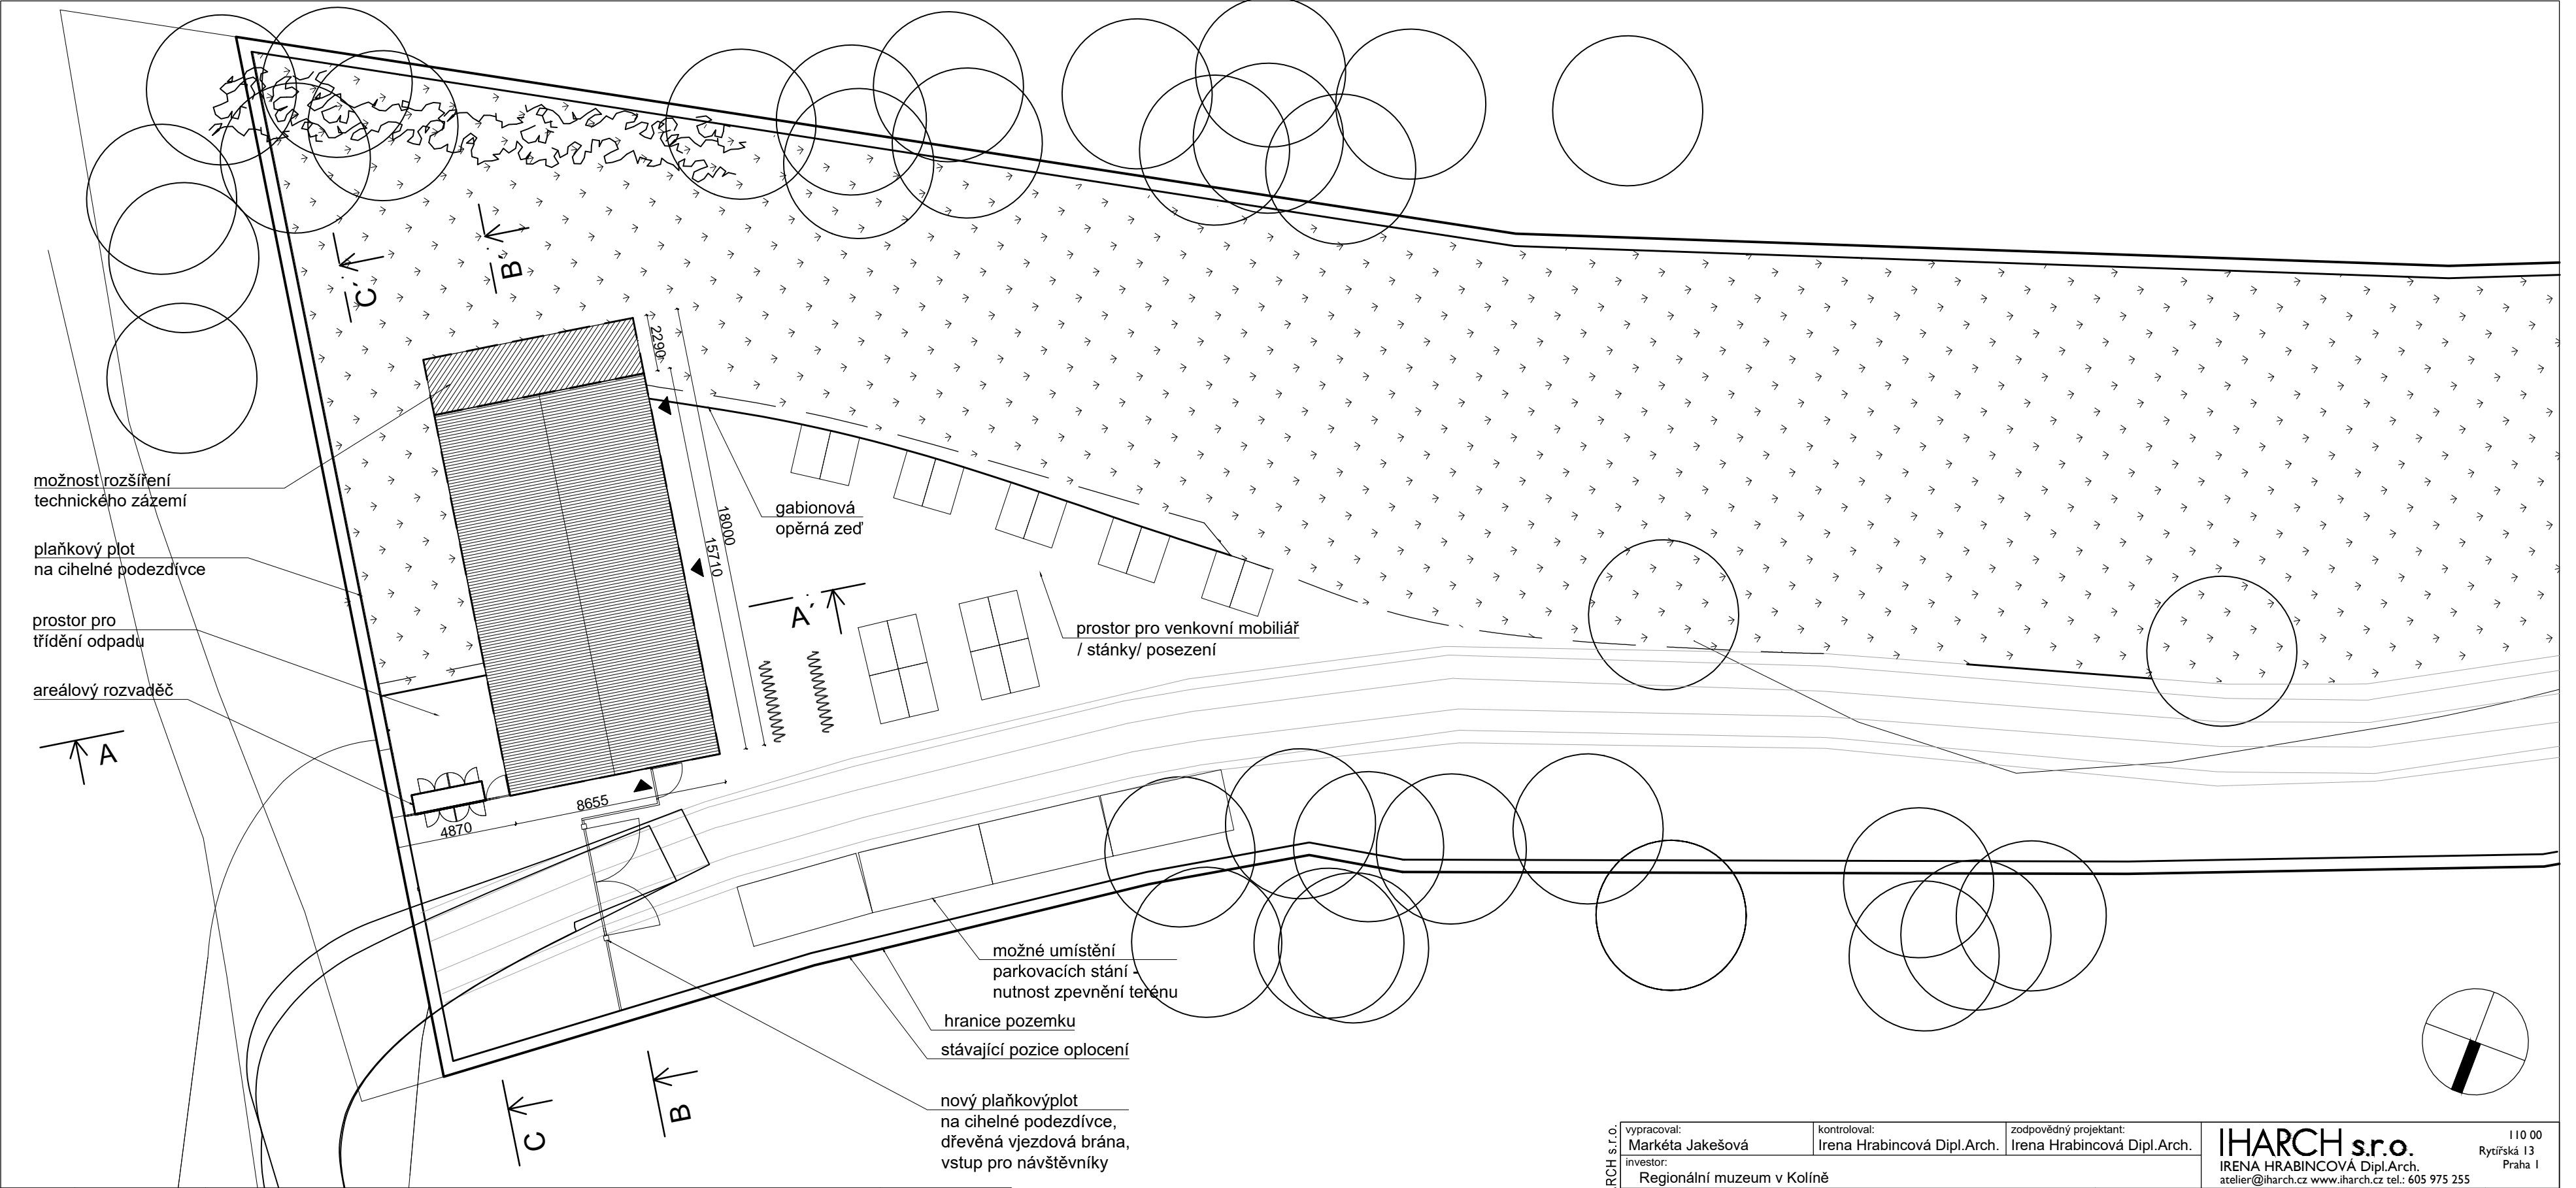 C´
B´
2290
možnost rozšíření
technického zázemí
gabionová
opěrná zeď
18000
15710
plaňkový plot
na cihelné podezdívce
A´
prostor pro
třídění odpadu
prostor pro venkovní mobiliář
/ stánky/ posezení
areálový rozvaděč
A
8655
4870
možné umístění
parkovacích stání -
nutnost zpevnění terénu
hranice pozemku
stávající pozice oplocení
B
C
nový plaňkovýplot
na cihelné podezdívce,
dřevěná vjezdová brána,
vstup pro návštěvníky
RCH s.r.o.
vypracoval:
Markéta Jakešová
kontroloval:
Irena Hrabincová Dipl.Arch.
zodpovědný projektant:
Irena Hrabincová Dipl.Arch.
investor:
Regionální muzeum v Kolíně
IHARCH s.r.o.
IRENA HRABINCOVÁ Dipl.Arch.
atelier@iharch.cz www.iharch.cz tel.: 605 975 255
110 00
Rytířská 13
Praha 1